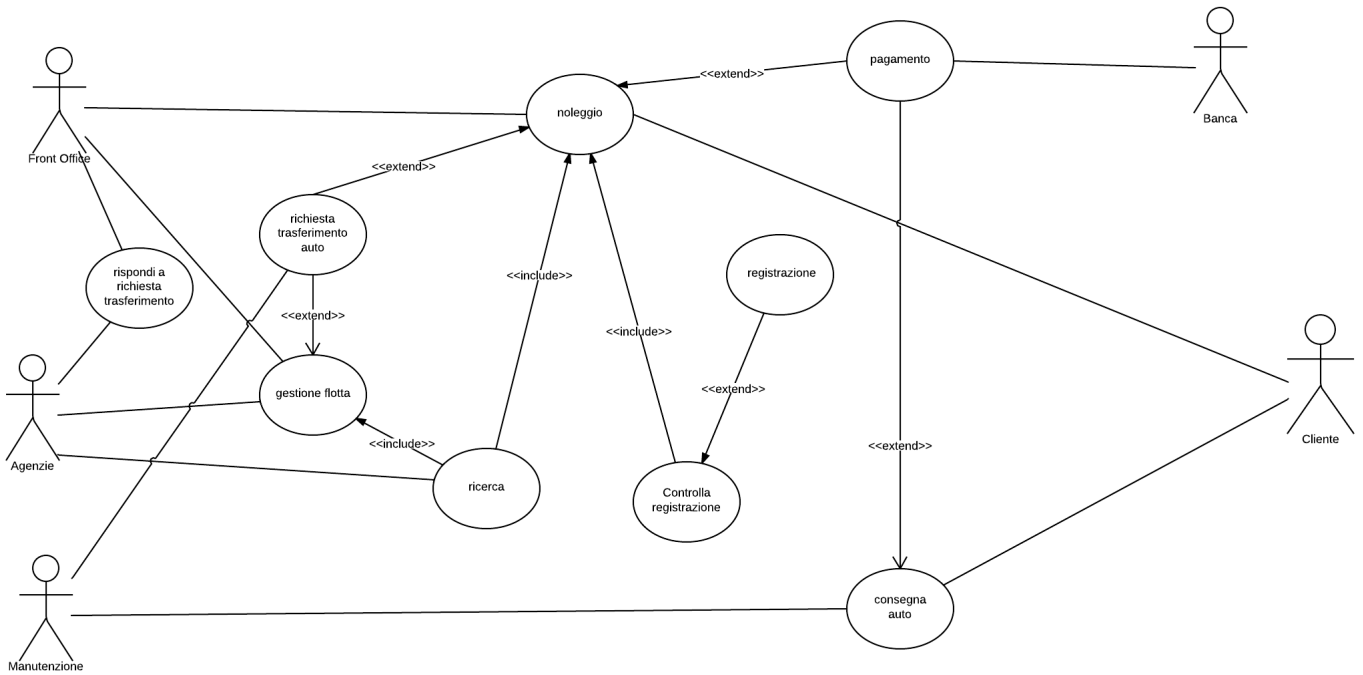 pagamento
<<extend>>
Banca
noleggio
Front Office
<<extend>>
richiesta
trasferimento
auto
rispondi a
richiesta
trasferimento
<<include>>
registrazione
<<extend>>
<<include>>
gestione flotta
<<extend>>
<<include>>
<<extend>>
Cliente
Agenzie
ricerca
Controlla
registrazione
consegna
auto
Manutenzione